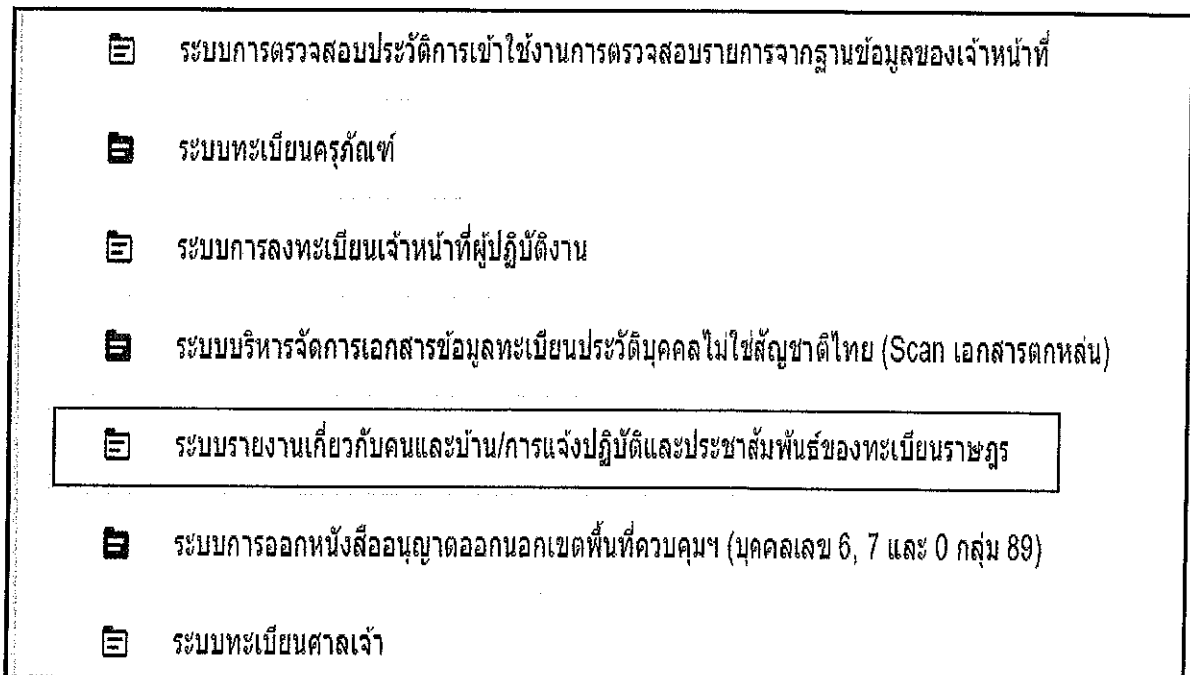 ระบบการตรวจสอบประวัติการเข้าใช้งานการตรวจสอบรายการจากฐานข้อมูลของเจ้าหน้าที่
ระบบทะเบียนครุภัณฑ์
ระบบการลงทะเบียนเจ้าหน้าที่ผู้ปฏิบัติงาน
ระบบบริหารจัดการเอกสารข้อมูลทะเบียนประวัติบุคคลไม่ใช่สัญชาติไทย (Scan เอกสารตกหล่น)
ระบบรายงานเกี่ยวกับคนและบ้าน/การแจ้งปฏิบัติและประชาสัมพันธ์ของทะเบียนราษฎร
ระบบการออกหนังสืออนุญาตออกนอกเขตพื้นที่ควบคุมฯ (บุคคลเลข 6, 7 และ 0 กลุ่ม 89)
ระบบทะเบียนศาลเจ้า